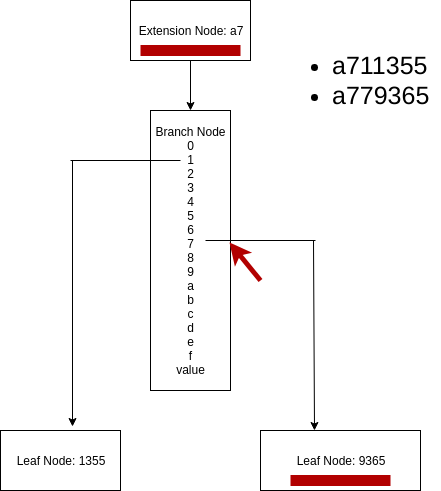 Extension Node: a7
• a711355
• a779365
Branch Node
0
1
2
3
4
5
6
7
8
9
a
b
c
d
e
f
value
Leaf Node: 1355
Leaf Node: 9365